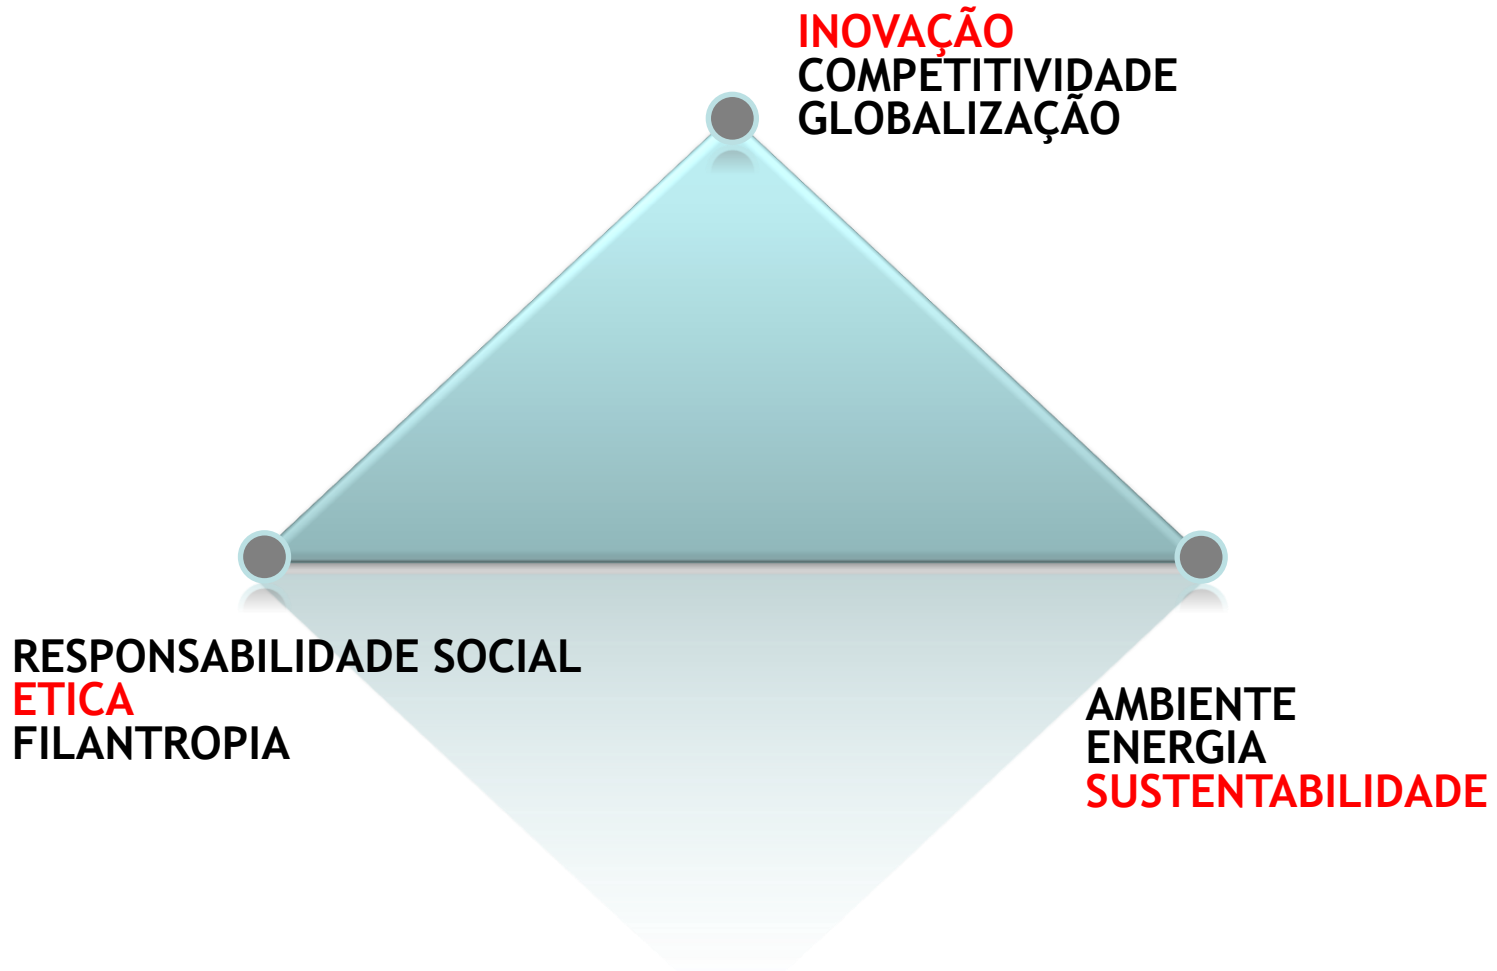 INOVAÇÃO
COMPETITIVIDADE
GLOBALIZAÇÃO
RESPONSABILIDADE SOCIAL
ETICA
FILANTROPIA
AMBIENTE
ENERGIA
SUSTENTABILIDADE